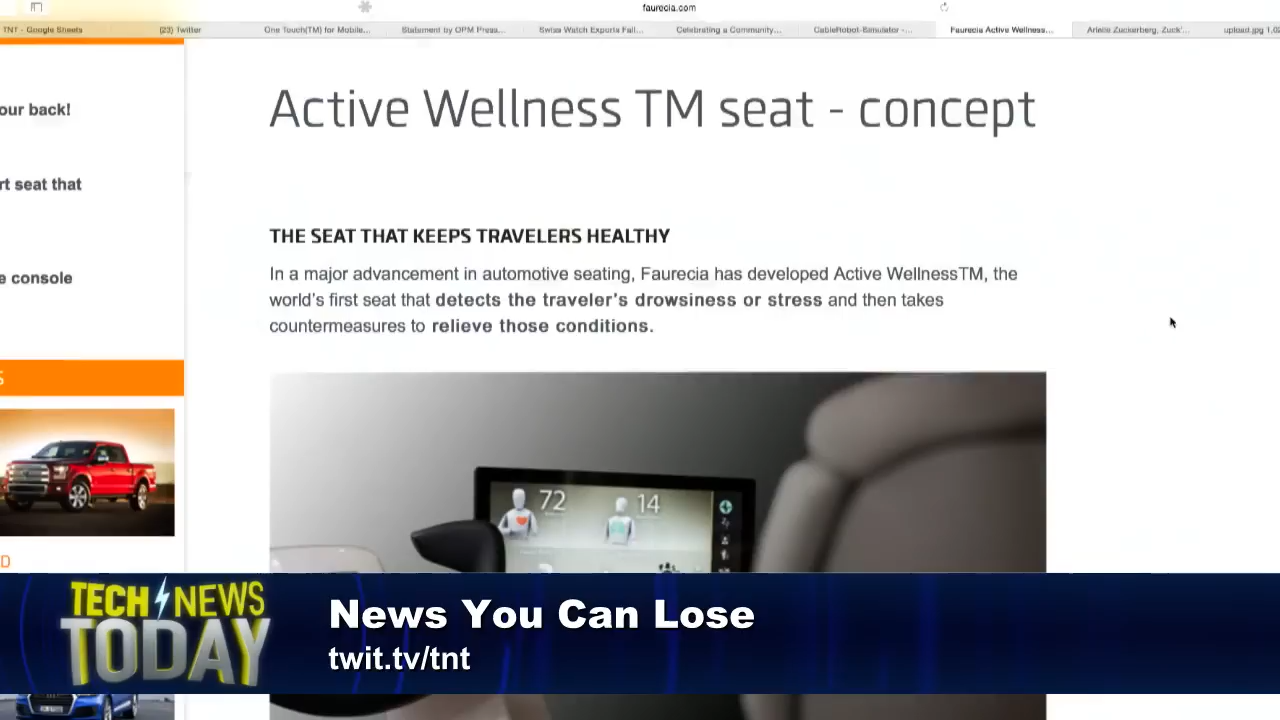 faurecia.com
TNT - Google Sheets
(23) Twitter
One Touch(TM) for Mobile...
Statement by OPM Press...
Swiss Watch Exports Fall...
Celebrating a Community...
CableRobot-Simulator -...
Faurecia Active Wellness...
Arielle Zuckerberg, Zuck'...
upload.jpg 1,02
our back!
rt seat that
e console
S
D
Active Wellness TM seat - concept
THE SEAT THAT KEEPS TRAVELERS HEALTHY
In a major advancement in automotive seating, Faurecia has developed Active WellnessTM, the
world's first seat that detects the traveler's drowsiness or stress and then takes
countermeasures to relieve those conditions.
72
14
TECH NEWS
TODAY
News You Can Lose
twit.tv/tnt